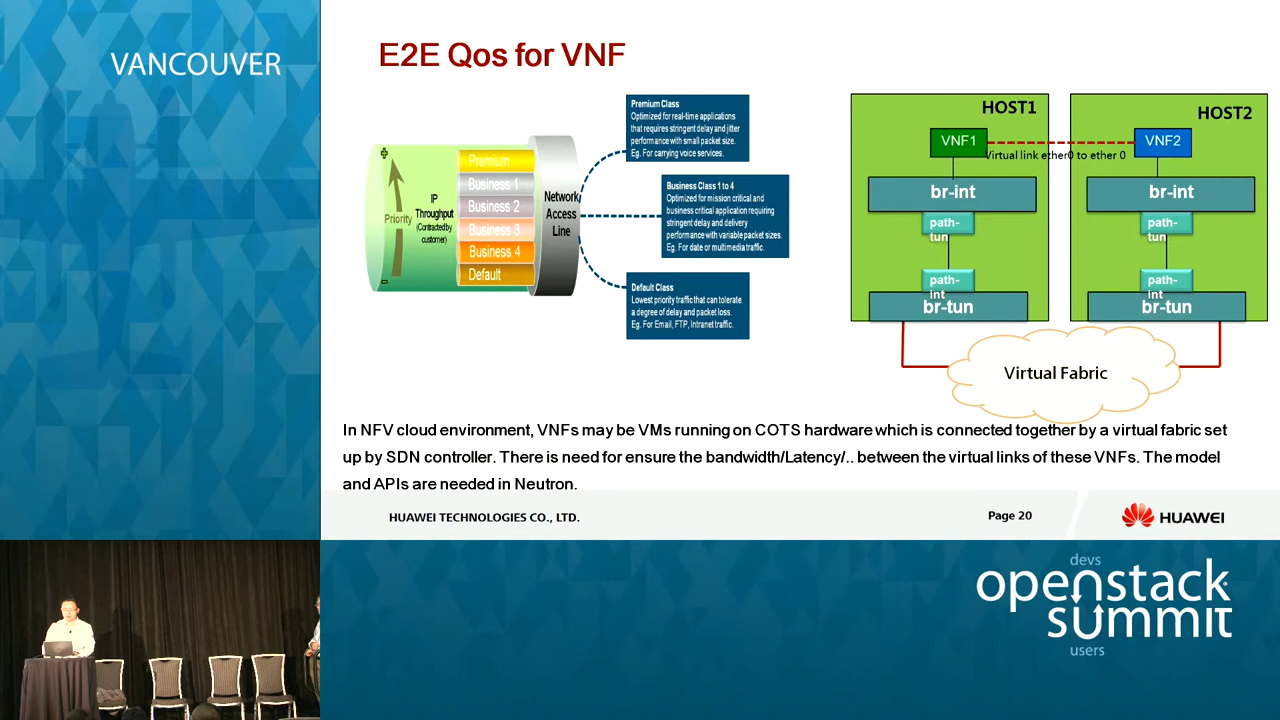 VANCOUVER
E2E Qos for VNF
Premium Class
Optimized for real-time applications
that requires stringent delay and jitter
performance with small packet size.
Eg. For carrying voice services.
Business Class 1 to 4
Optimized for mission critical and
business critical application requiring
stringent delay and delivery
performance with variable packet sizes.
Eg. For date or multimedia traffic.
Default Class
Lowest priority traffic that can tolerate
a degree of delay and packet loss.
Eg. For Email, FTP, Intranet traffic.
+
Priority
-
IP
Throughput
(Contracted by
customer)
Premium
Business 1
Business 2
Business 3
Business 4
Default
Network
Access
Line
HOST1
VNF1
Virtual link ether0 to ether 0
br-int
path-
tun
path-
int
br-tun
HOST2
VNF2
br-int
path-
tun
path-
int
br-tun
Virtual Fabric
In NFV cloud environment, VNFs may be VMs running on COTS hardware which is connected together by a virtual fabric set
up by SDN controller. There is need for ensure the bandwidth/Latency/.. between the virtual links of these VNFs. The model
and APIs are needed in Neutron.
HUAWEI TECHNOLOGIES CO., LTD.
Page 20
HUAWEI
devs
openstack
summit
users